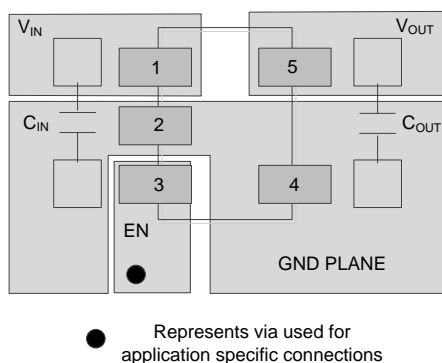 VIN
VOUT
1
5
CIN
2
COUT
3
4
EN
GND PLANE
Represents via used for
application specific connections